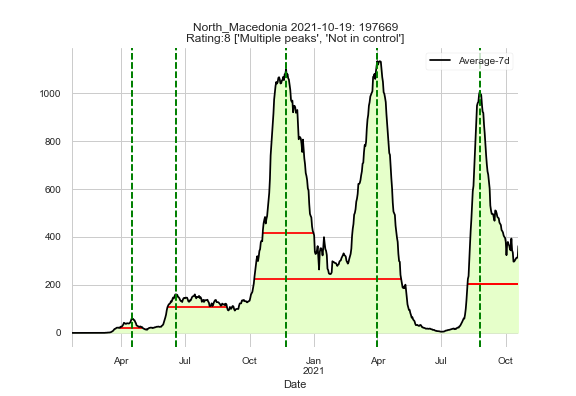 North_Macedonia 2021-10-19: 197669
Rating:8 ['Multiple peaks', 'Not in control']
Average-7d
1000
800
600
400
200
0
Apr
Jul
Oct
Jan
2021
Apr
Jul
Oct
Date